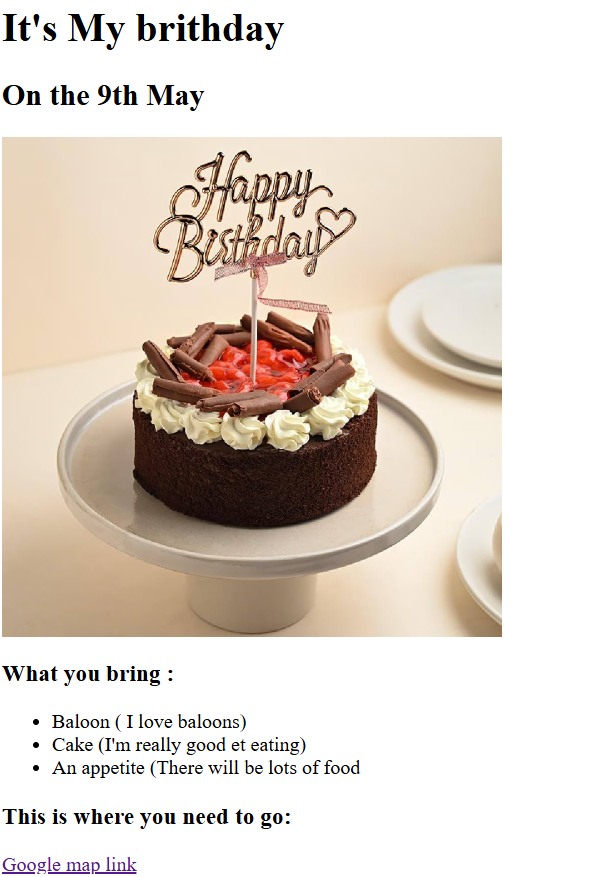 It's My brithday
On the 9th May
Happy
Birthday
What you bring :
Baloon ( I love baloons)
Cake (I'm really good et eating)
An appetite (There will be lots of food
This is where you need to go:
Google map link